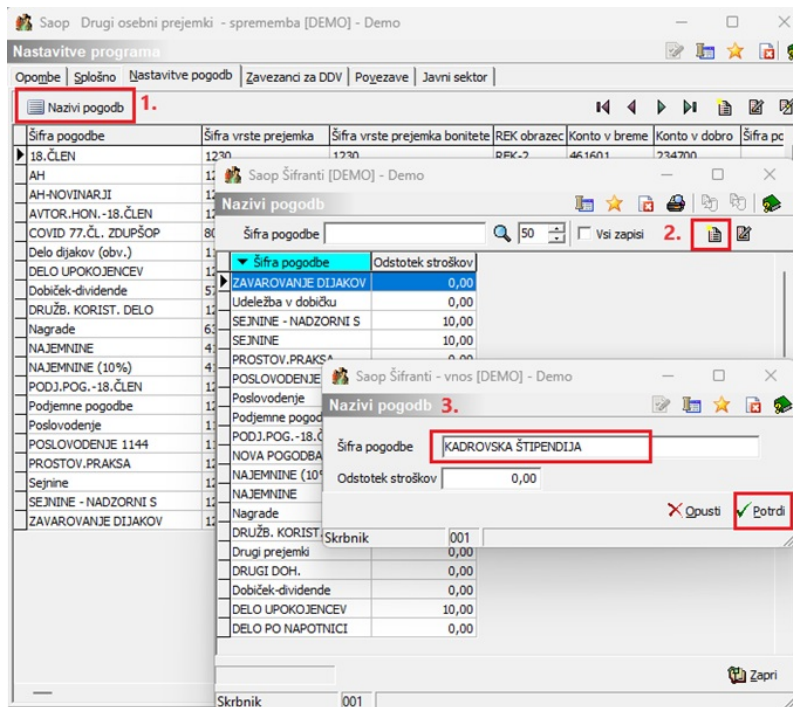 Saop Drugi osebni prejemki - sprememba [DEMO] - Demo
Nastavitve programa
Opombe Splošno Nastavitve pogodb Zavezanci za DDV Povezave Javni sektor
Nazivi pogodb 1.
Šifra pogodbe Šifra vrste prejemka Šifra vrste prejemka bonitete REK obrazec Konto v breme Konto v dobro Šifra po
18. ČLEN 1230 1230 REK-2 461601 234700
AH
AH-NOVINARJI
AVTOR.HON.-18.ČLEN
COVID 77.ČL. ZDUPŠOP
Delo dijakov (obv.)
DELO UPOKOJENCEV
Dobiček-dividende
DRUŽB. KORIST. DELO
Nagrade
NAJEMNINE
NAJEMNINE (10%)
PODJ.POG.-18.ČLEN
Podjemne pogodbe
Poslovodenje
POSLOVODENJE 1144
PROSTOV.PRAKSA
Sejnine
SEJNINE - NADZORNI S
ZAVAROVANJE DIJAKOV
Saop Šifranti [DEMO] - Demo
Nazivi pogodb
Šifra pogodbe 50 Vsi zapisi 2.
Šifra pogodbe Odstotek stroškov
ZAVAROVANJE DIJAKOV 0,00
Udeležba v dobičku 0,00
SEJNINE - NADZORNI S 10,00
SEJNINE 10,00
PROSTOV.PRAKSA 0,00
POSLOVODENJE
Poslovodenje
Podjemne pogod
PODJ.POG.-18.Č
NOVA POGODBA
NAJEMNINE (10%
NAJEMNINE
Nagrade
DRUŽB. KORIST.
Drugi prejemki 0,00
DRUGI DOH. 0,00
Dobiček-dividende 0,00
DELO UPOKOJENCEV 10,00
DELO PO NAPOTNICI 0,00
Zapri
Skrbnik 001
Saop Šifranti - vnos [DEMO] - Demo
Nazivi pogodb 3.
Šifra pogodbe KADROVSKA ŠTIPENDIJA
Odstotek stroškov 0,00
Opusti Potrdi
Skrbnik 001